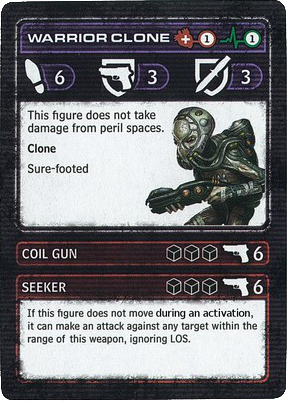 WARRIOR CLONE 1 1
6 3 3
This figure does not take
damage from peril spaces.
Clone
Sure-footed
COIL GUN 6
SEEKER 6
If this figure does not move during an activation,
it can make an attack against any target within the
range of this weapon, ignoring LOS.